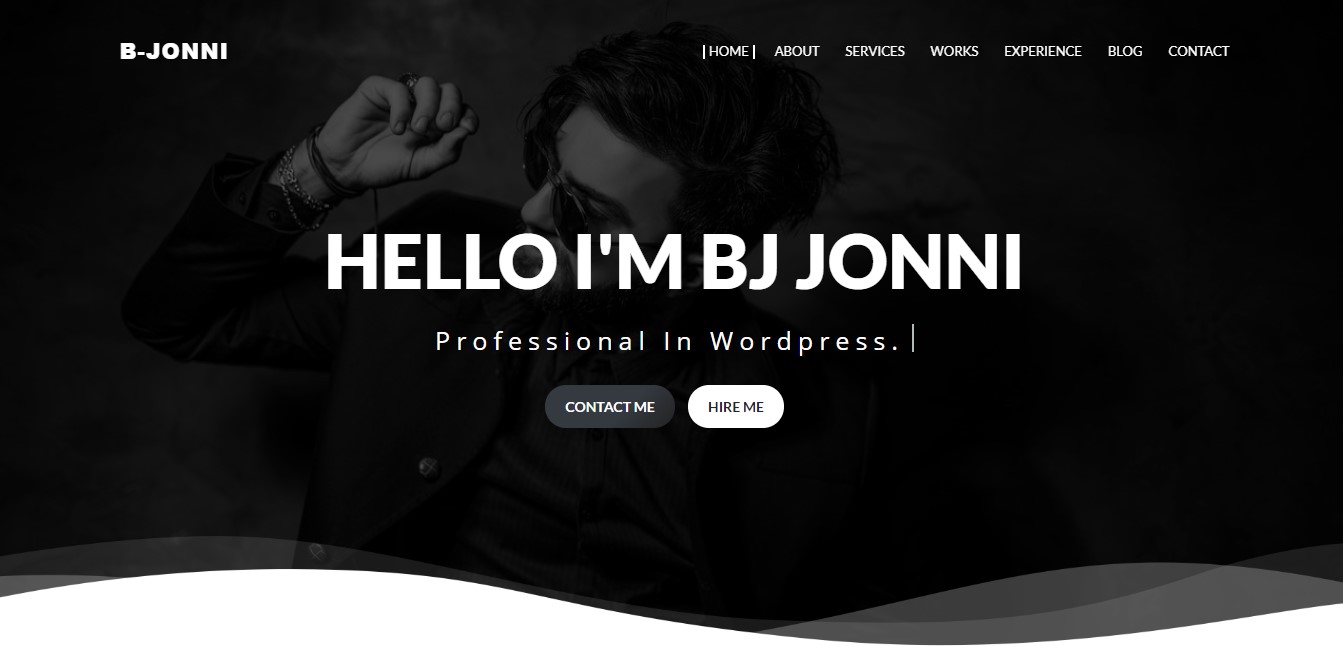 B-JONNI
HOME ABOUT SERVICES WORKS EXPERIENCE BLOG CONTACT
HELLO I'M BJ JONNI
Professional In Wordpress.
CONTACT ME HIRE ME